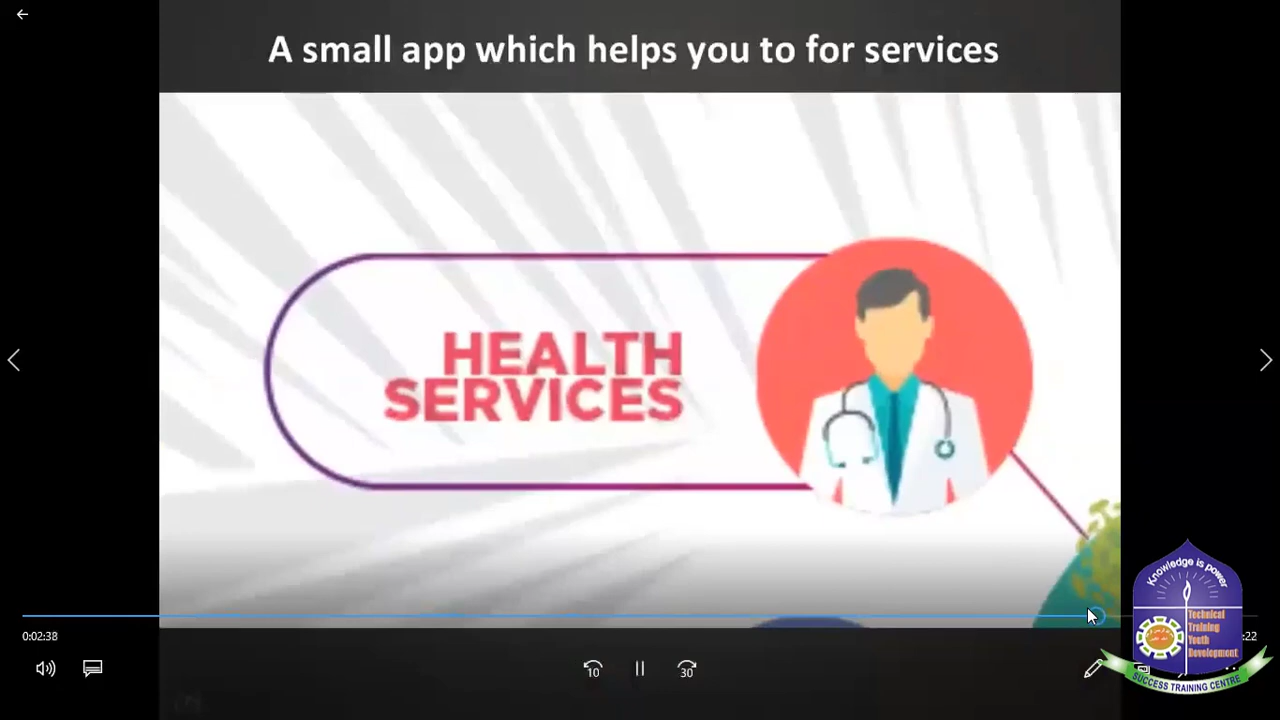 A small app which helps you to for services
HEALTH
SERVICES
0:02:38
:22
10
30
Knowledge is power
Technical
Training
Youth
Development
SUCCESS TRAINING CENTRE